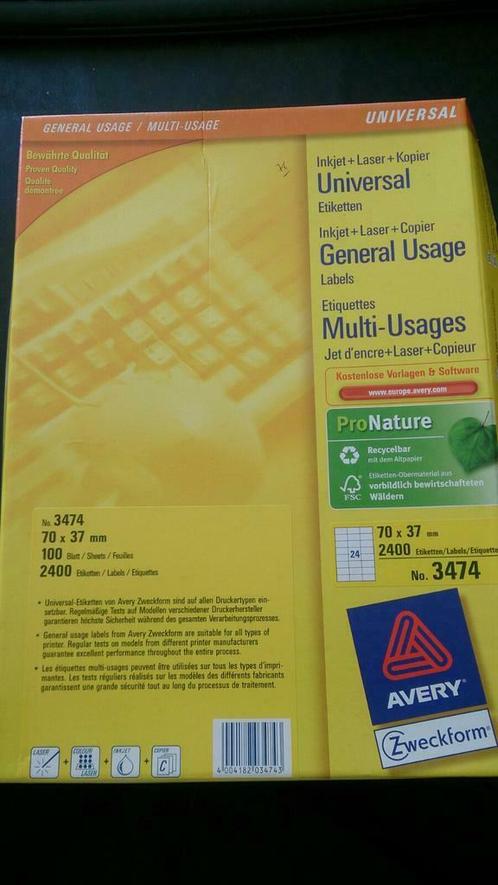 GENERAL USAGE / MULTI-USAGE
UNIVERSAL
Bewährte Qualität
Proven Quality
Qualité
démontrée
Inkjet+Laser+Kopier
Universal
Etiketten
Inkjet+Laser+Copier
General Usage
Labels
Etiquettes
Multi-Usages
Jet d'encre+Laser+Copieur
Kostenlose Vorlagen & Software
www.europe.avery.com
ProNature
Recycelbar
mit dem Altpapier
FSC
Etiketten-Obermaterial aus
vorbildlich bewirtschafteten
Wäldern
No. 3474
70 x 37 mm
100 Blatt / Sheets / Feuilles
2400 Etiketten / Labels / Etiquettes
24
70 x 37 mm
2400 Etiketten/Labels/Etiquette
No. 3474
• Universal-Etiketten von Avery Zweckform sind auf allen Druckertypen ein-
setzbar. Regelmäßige Tests auf Modellen verschiedener Druckerhersteller
garantieren höchste Sicherheit während des gesamten Verarbeitungsprozesses.
• General usage labels from Avery Zweckform are suitable for all types of
printer. Regular tests on models from different printer manufacturers
guarantee excellent performance throughout the entire process.
• Les étiquettes multi-usages peuvent être utilisées sur tous les types d'impri-
mantes. Les tests réguliers réalisés sur les modèles des différents fabricants
garantissent une grande sécurité tout au long du processus de traitement.
AVERY
Zweckform®
LASER + COLOUR LASER + INKJET + COPIER
C
4 004182 034743